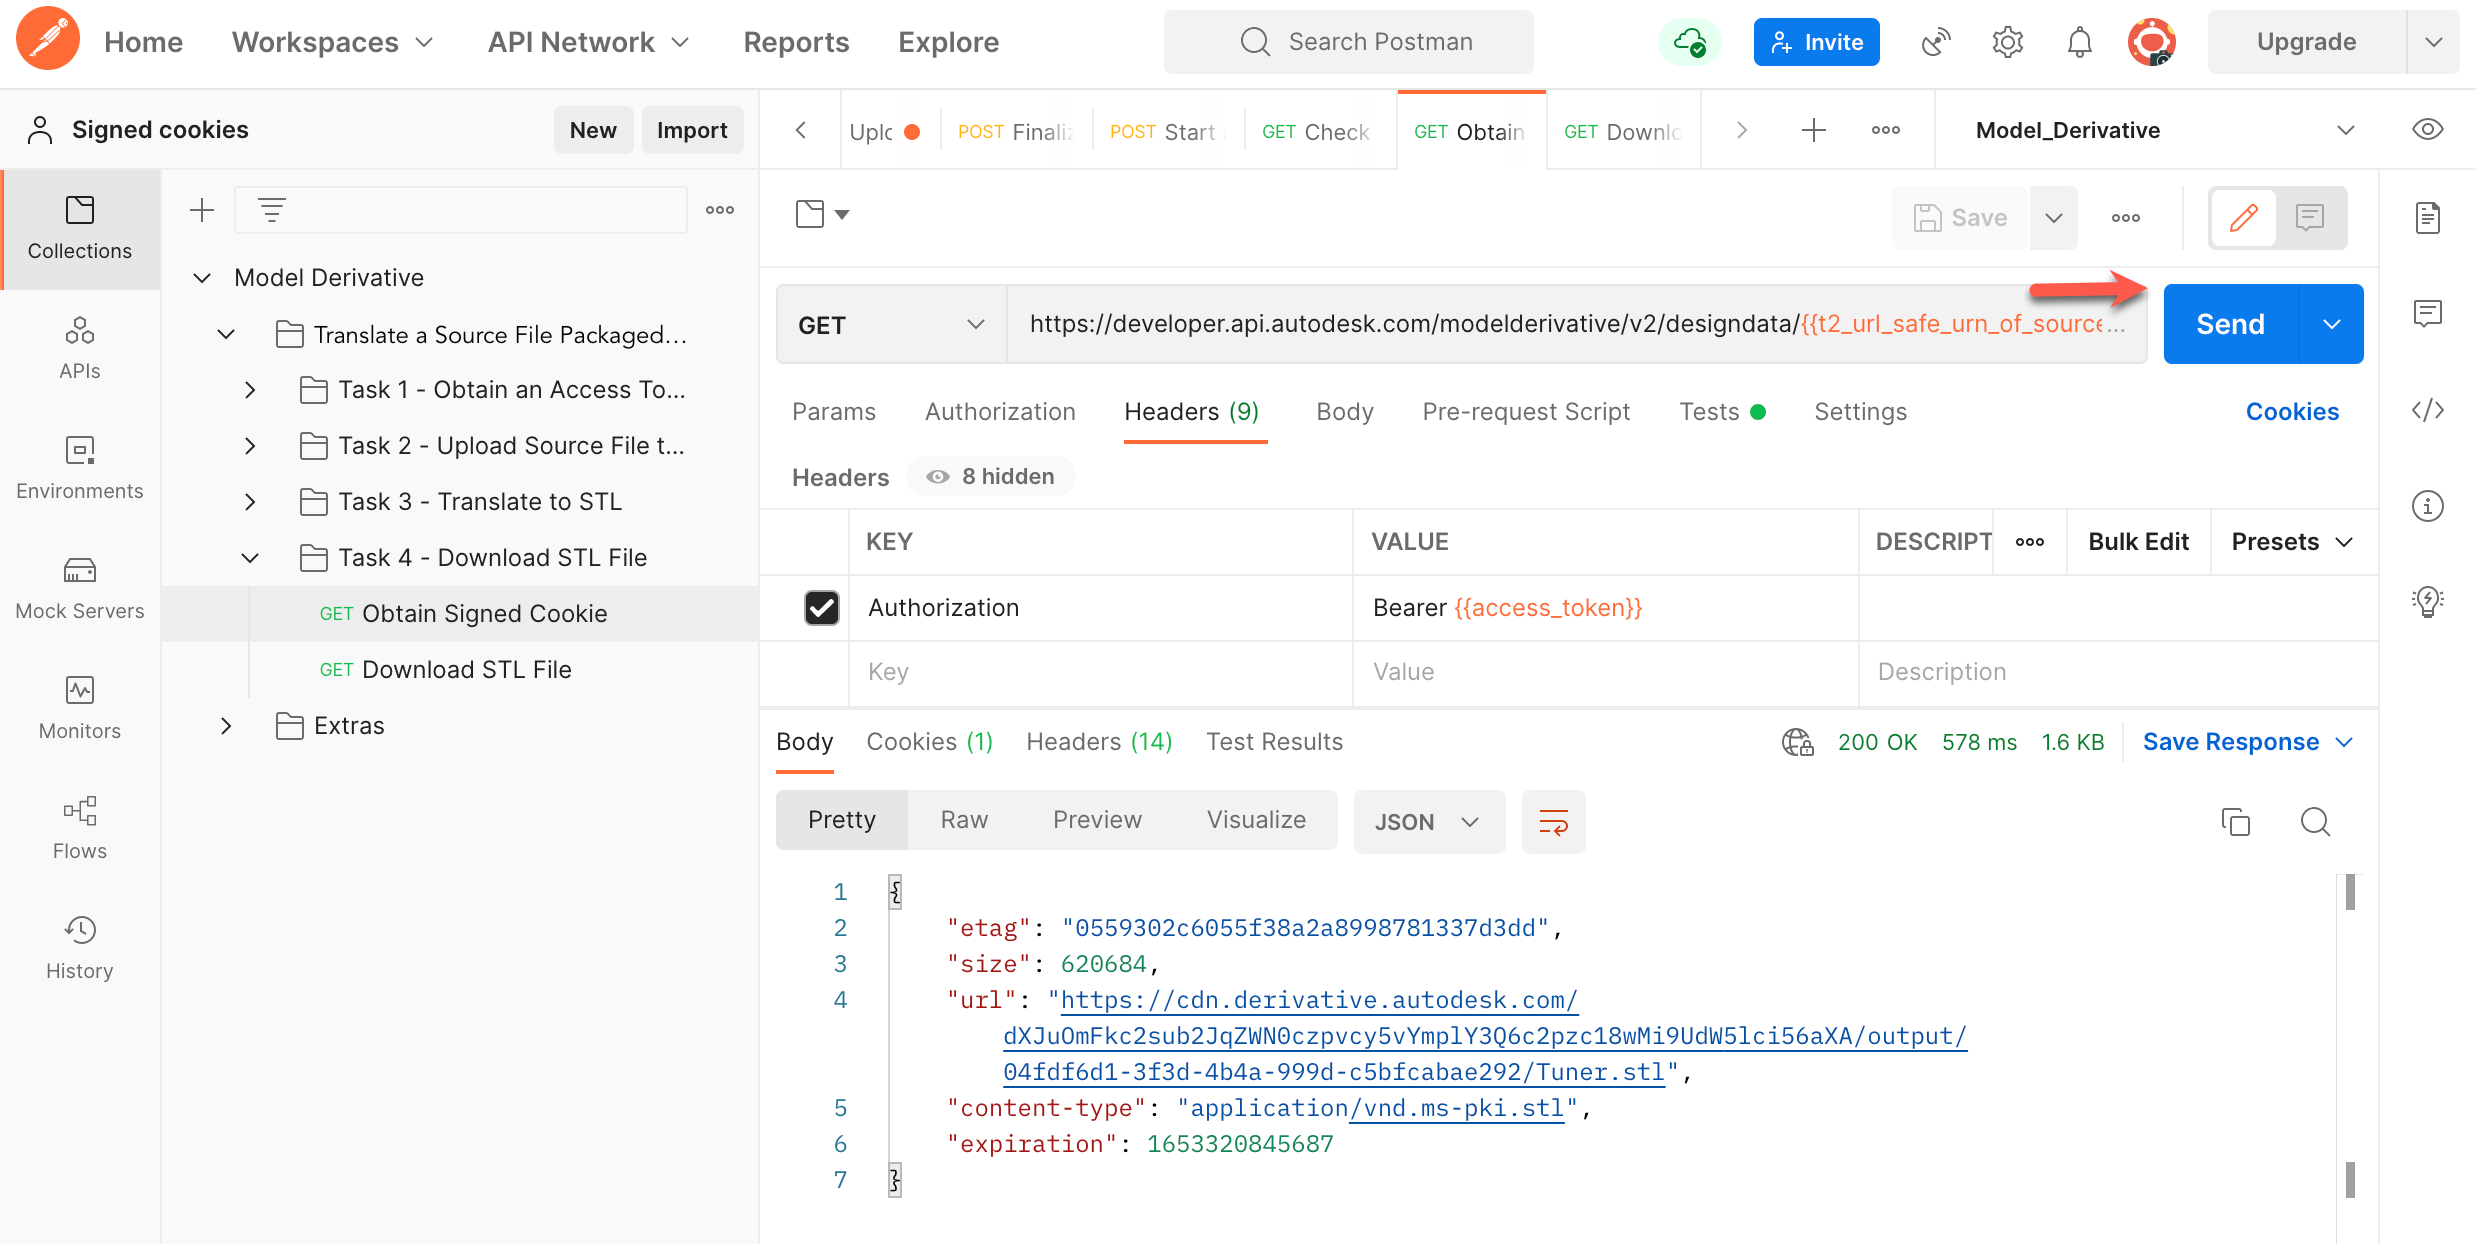 Home
Workspaces
API Network
Reports
Explore
Search Postman
Invite
Upgrade
Signed cookies
New
Import
Uplo
POST Finaliz
POST Start
GET Check
GET Obtain
GET Downlo
Model_Derivative
Collections
APIs
Environments
Mock Servers
Monitors
Flows
History
Model Derivative
Translate a Source File Packaged...
Task 1 - Obtain an Access To...
Task 2 - Upload Source File t...
Task 3 - Translate to STL
Task 4 - Download STL File
GET Obtain Signed Cookie
GET Download STL File
Extras
Save
GET
https://developer.api.autodesk.com/modelderivative/v2/designdata/{{t2_url_safe_urn_of_source...
Send
Params
Authorization
Headers (9)
Body
Pre-request Script
Tests
Settings
Cookies
Headers
8 hidden
KEY
VALUE
DESCRIPT
Bulk Edit
Presets
Authorization
Bearer {{access_token}}
Key
Value
Description
Body
Cookies (1)
Headers (14)
Test Results
200 OK
578 ms
1.6 KB
Save Response
Pretty
Raw
Preview
Visualize
JSON
1 {
2 "etag": "0559302c6055f38a2a8998781337d3dd",
3 "size": 620684,
4 "url": "https://cdn.derivative.autodesk.com/
dXJuOmFkc2sub2JqZWN0czpvcy5vYmplY3Q6c2pzc18wMi9UdW5lci56aXA/output/
04fdf6d1-3f3d-4b4a-999d-c5bfcabae292/Tuner.stl",
5 "content-type": "application/vnd.ms-pki.stl",
6 "expiration": 1653320845687
7 }